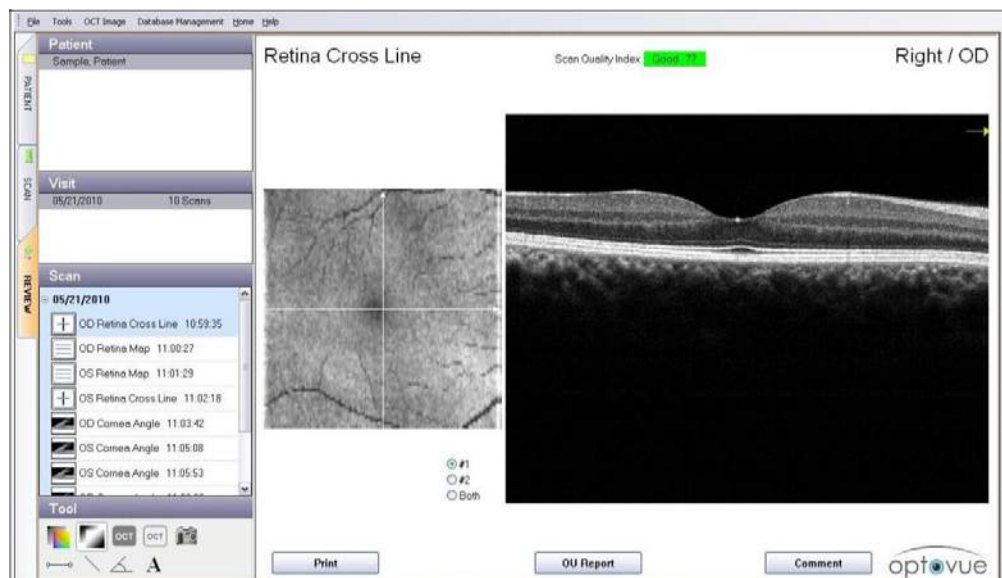 File Tools OCT Image Database Management Home Help
Patient
Sample, Patient
PATIENT
SCAN
REVIEW
Visit
05/21/2010 10 Scans
Scan
05/21/2010
OD Retina Cross Line 10:59:35
OD Retina Map 11:00:27
OS Retina Map 11:01:29
OS Retina Cross Line 11:02:18
OD Cornea Angle 11:03:42
OS Cornea Angle 11:05:08
OS Cornea Angle 11:05:53
Tool
OCT OCT
A
Retina Cross Line
Scan Quality Index Good
Right / OD
#1
#2
Both
Print
OU Report
Comment
optovue